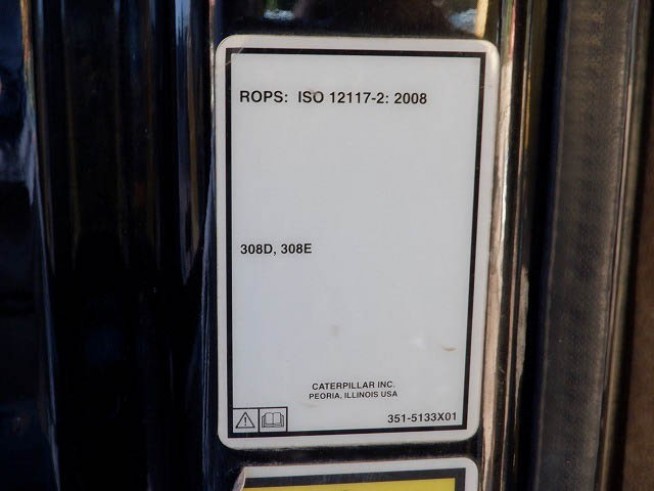 ROPS: ISO 12117-2: 2008
308D, 308E
CATERPILLAR INC.
PEORIA, ILLINOIS USA
351-5133X01